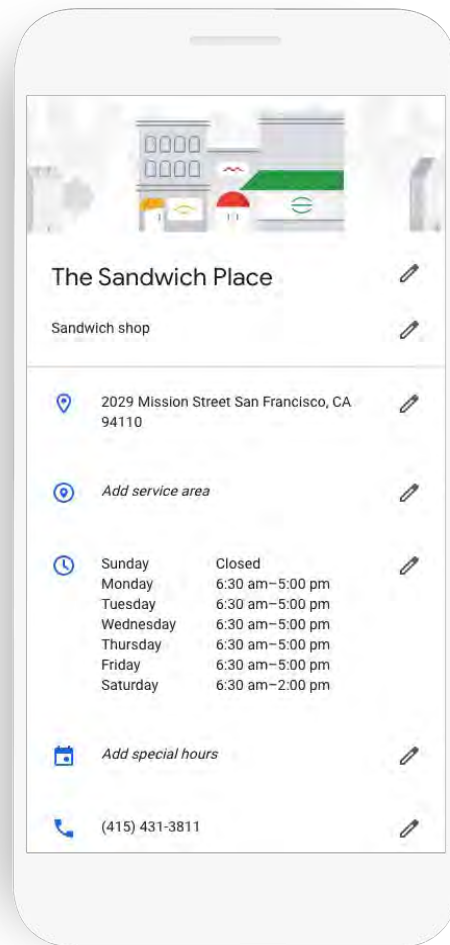 The Sandwich Place
Sandwich shop
2029 Mission Street San Francisco, CA
94110
Add service area
Sunday Closed
Monday 6:30 am–5:00 pm
Tuesday 6:30 am–5:00 pm
Wednesday 6:30 am–5:00 pm
Thursday 6:30 am–5:00 pm
Friday 6:30 am–5:00 pm
Saturday 6:30 am–2:00 pm
Add special hours
(415) 431-3811